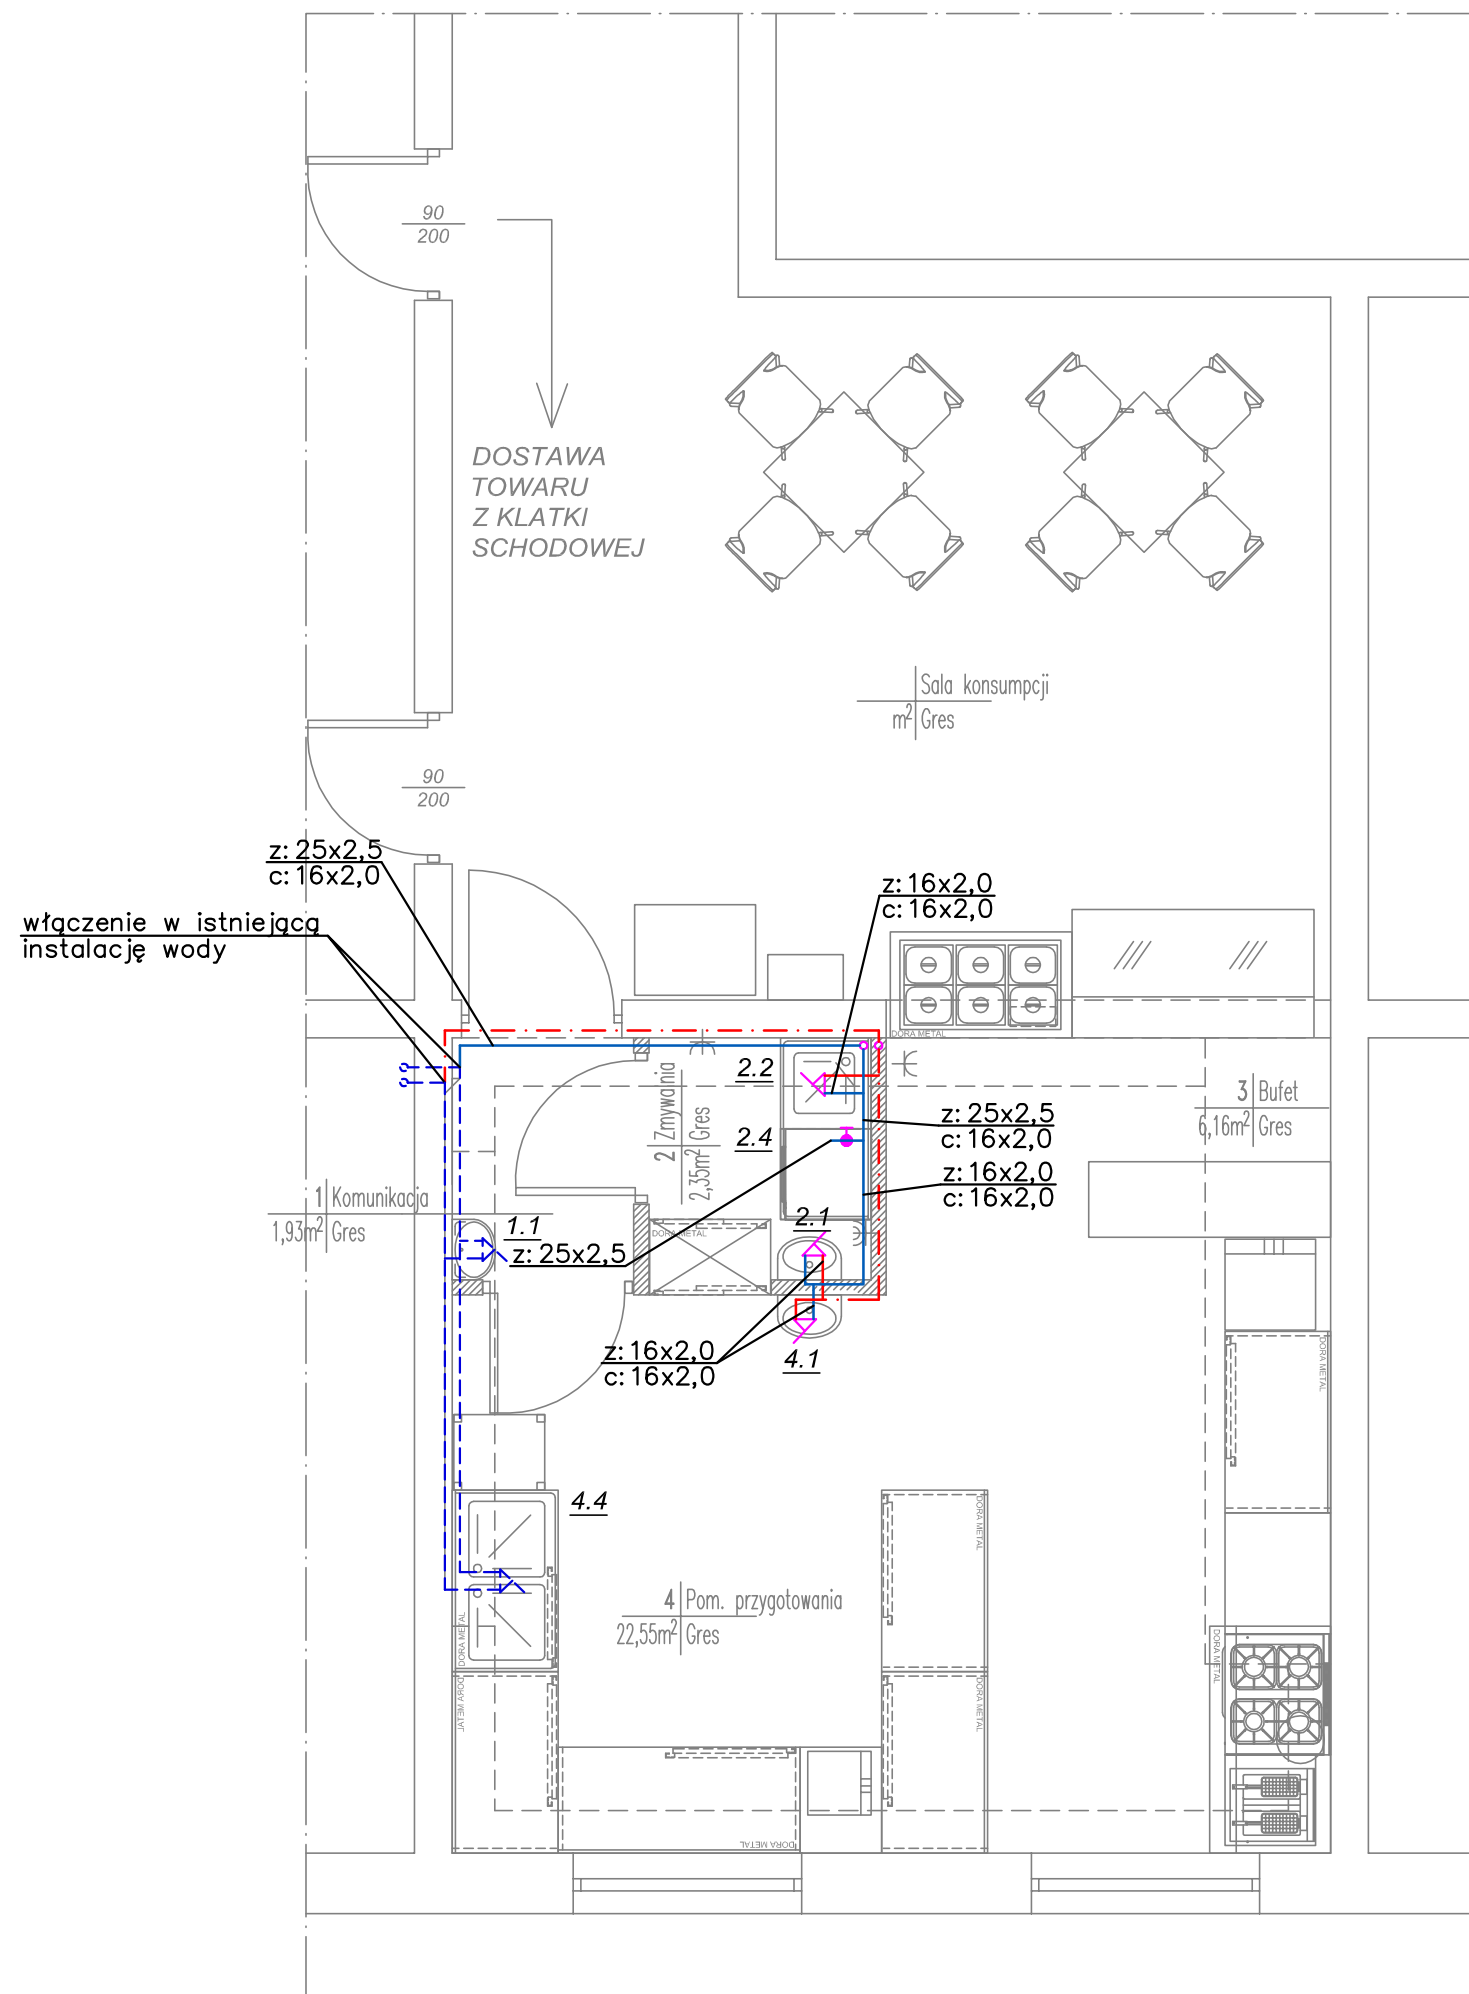 90
200
DOSTAWA
TOWARU
Z KLATKI
SCHODOWEJ
Sala konsumpcji
m² Gres
90
200
z: 25x2,5
c: 16x2,0
włączenie w istniejącą
instalację wody
z: 16x2,0
c: 16x2,0
DORA METAL
2.2
2 Zmywalnia
2,35m² Gres
2.4
z: 25x2,5
c: 16x2,0
z: 16x2,0
c: 16x2,0
3 Bufet
6,16m² Gres
1 Komunikacja
1,93m² Gres
1.1
z: 25x2,5
DORA METAL
2.1
z: 16x2,0
c: 16x2,0
4.1
DORA METAL
4.4
DORA METAL
4 Pom. przygotowania
22,55m² Gres
DORA METAL
DORA METAL
DORA METAL
DORA METAL
DORA METAL